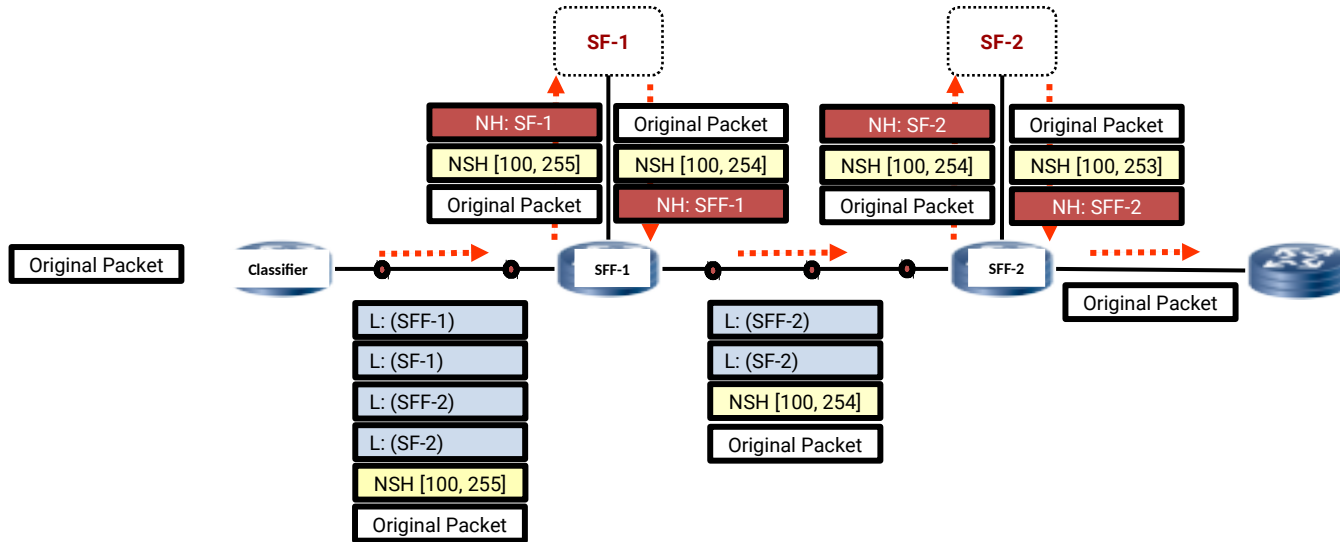 SF-1
SF-2
NH: SF-1
NSH [100, 255]
Original Packet
Original Packet
NSH [100, 254]
NH: SFF-1
NH: SF-2
NSH [100, 254]
Original Packet
Original Packet
NSH [100, 253]
NH: SFF-2
Original Packet
Classifier
SFF-1
SFF-2
Original Packet
L: (SFF-1)
L: (SF-1)
L: (SFF-2)
L: (SF-2)
NSH [100, 255]
Original Packet
L: (SFF-2)
L: (SF-2)
NSH [100, 254]
Original Packet